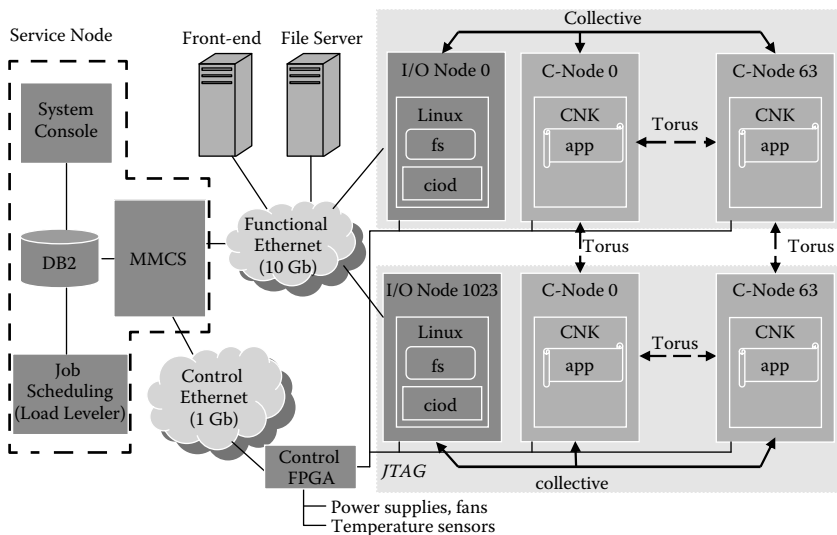 Service Node
System
Console
DB2
MMCS
Job
Scheduling
(Load Leveler)
Front-end
File Server
Functional
Ethernet
(10 Gb)
Control
Ethernet
(1 Gb)
Control
FPGA
Power supplies, fans
Temperature sensors
JTAG
Collective
I/O Node 0
Linux
fs
ciod
C-Node 0
CNK
app
Torus
C-Node 63
CNK
app
Torus
Torus
I/O Node 1023
Linux
fs
ciod
C-Node 0
CNK
app
Torus
C-Node 63
CNK
app
collective